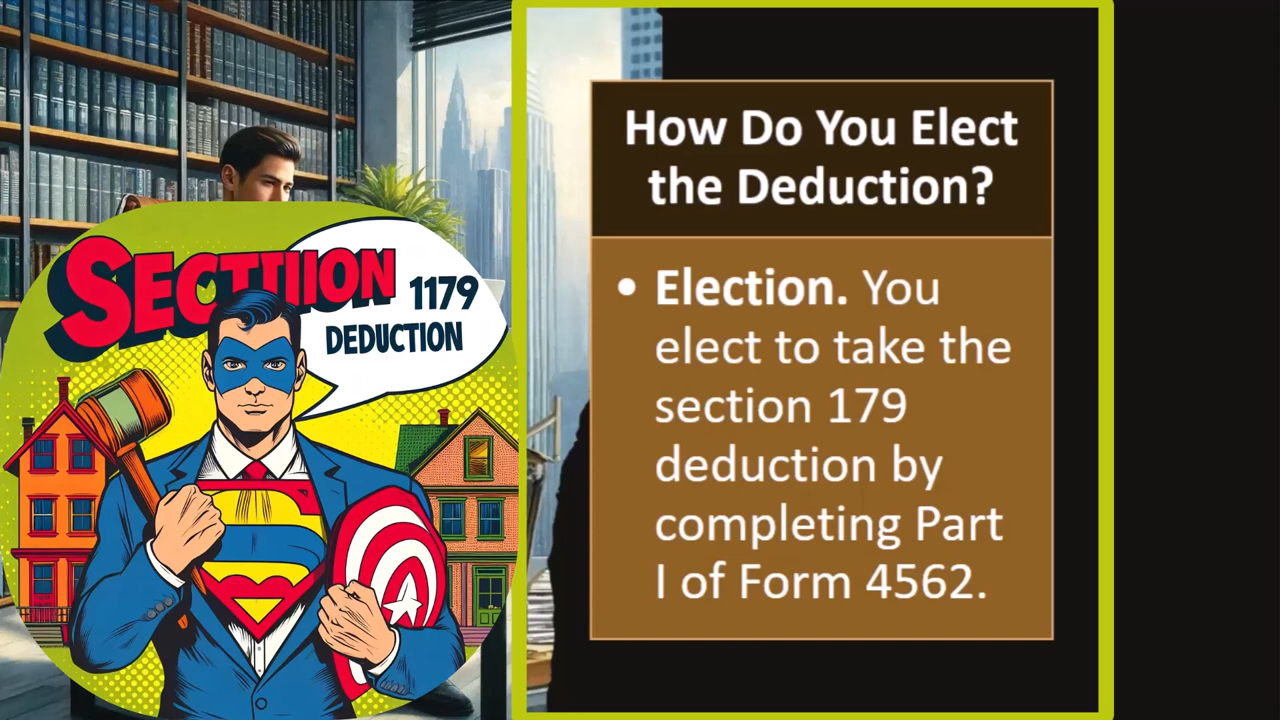 SECTIIION
1179
DEDUCTION
How Do You Elect
the Deduction?
• Election. You
elect to take the
section 179
deduction by
completing Part
I of Form 4562.